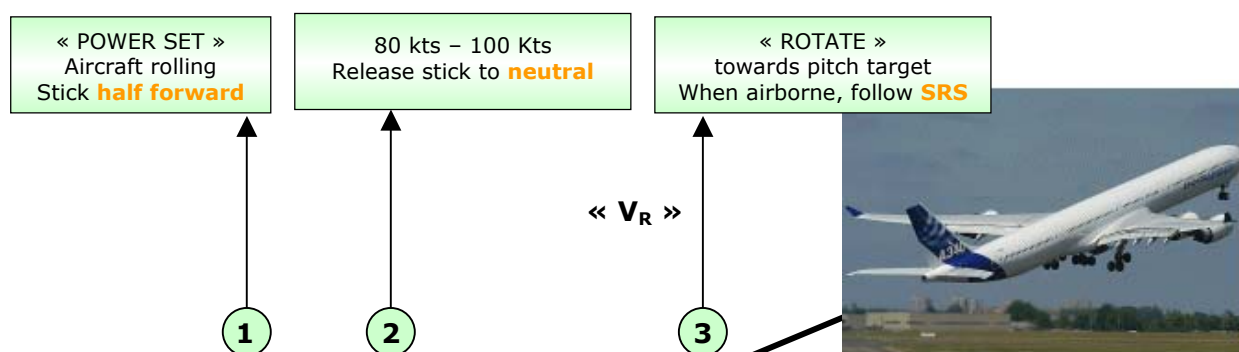 « POWER SET »
Aircraft rolling
Stick half forward
80 kts – 100 Kts
Release stick to neutral
« ROTATE »
towards pitch target
When airborne, follow SRS
« VR »
1
2
3